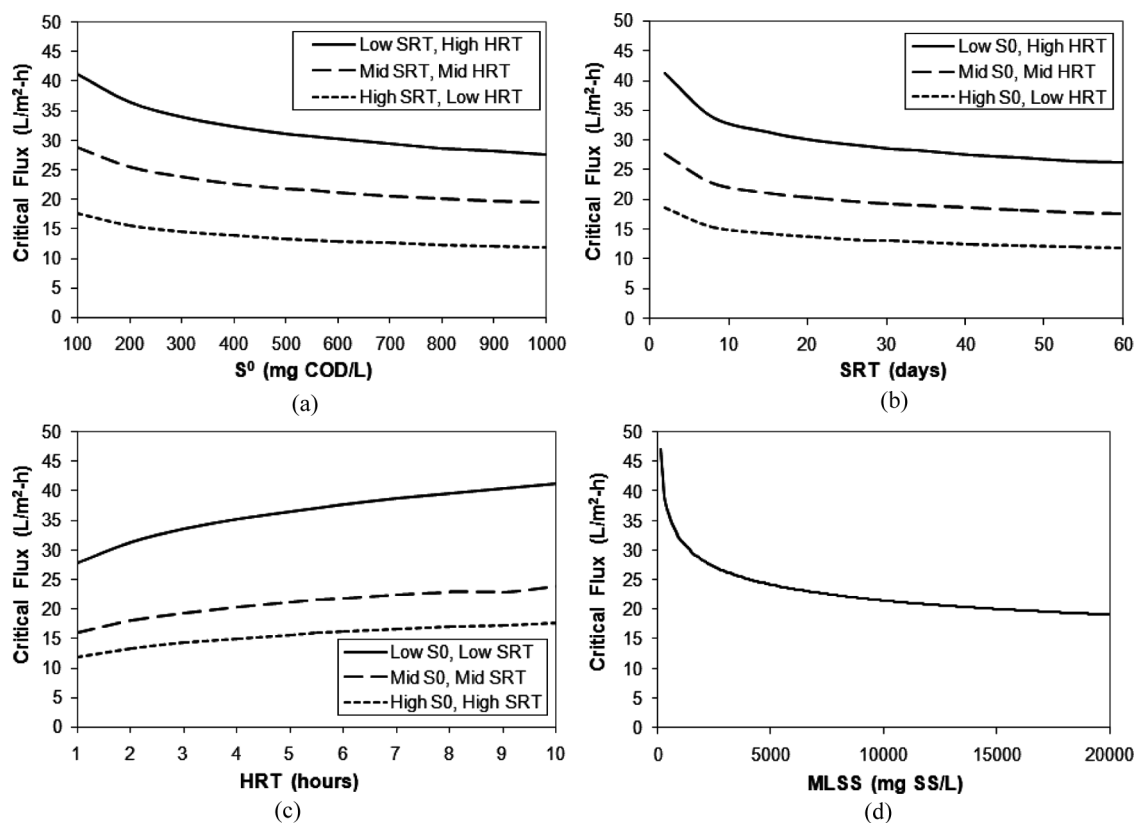 50
45
40
35
30
25
20
15
10
5
0
Critical Flux (L/m²-h)
Low SRT, High HRT
Mid SRT, Mid HRT
High SRT, Low HRT
100 200 300 400 500 600 700 800 900 1000
S⁰ (mg COD/L)
(a)
50
45
40
35
30
25
20
15
10
5
0
Critical Flux (L/m²-h)
Low S0, High HRT
Mid S0, Mid HRT
High S0, Low HRT
0 10 20 30 40 50 60
SRT (days)
(b)
50
45
40
35
30
25
20
15
10
5
0
Critical Flux (L/m²-h)
Low S0, Low SRT
Mid S0, Mid SRT
High S0, High SRT
1 2 3 4 5 6 7 8 9 10
HRT (hours)
(c)
50
45
40
35
30
25
20
15
10
5
0
Critical Flux (L/m²-h)
0 5000 10000 15000 20000
MLSS (mg SS/L)
(d)